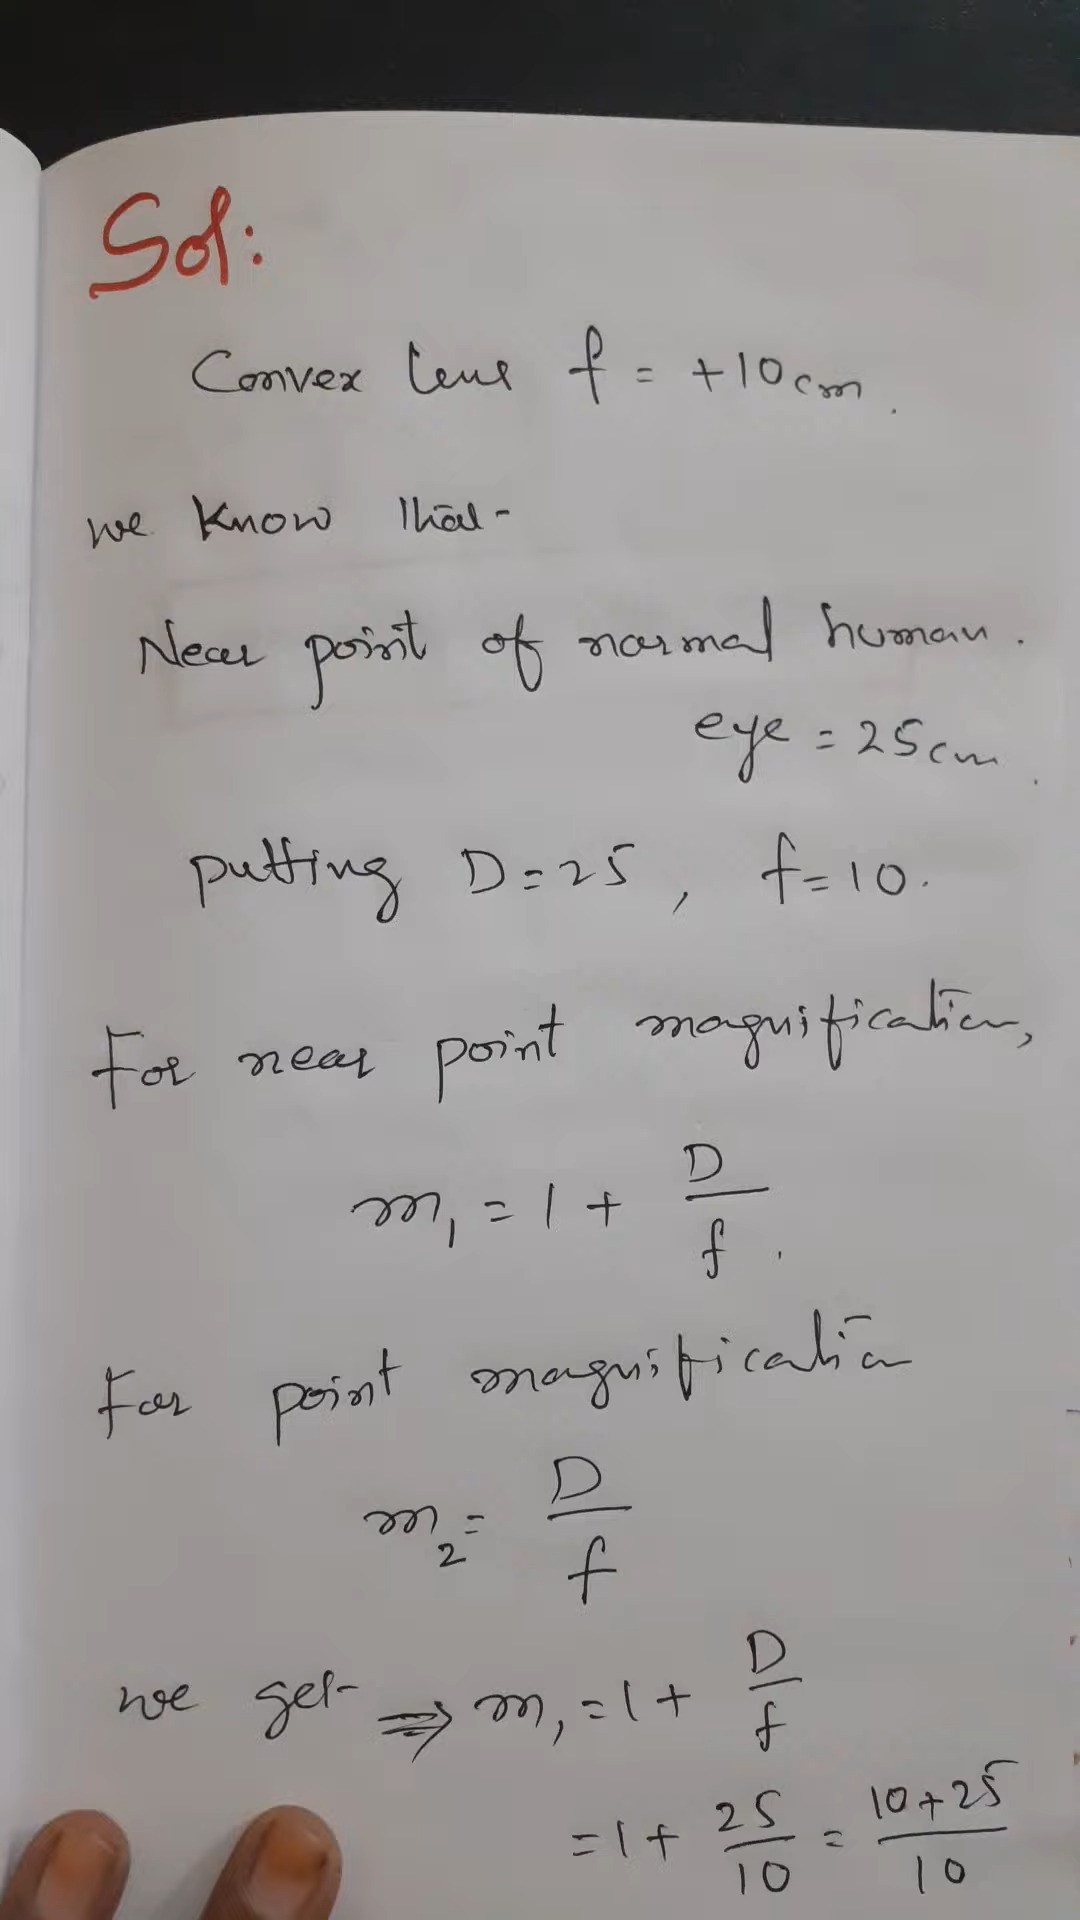 Sol:
Convex lens f = +10cm.
we know that-
Near point of normal human.
eye = 25cm.
putting D=25, f=10.
For near point magnification,
m₁ = 1 + D/f.
Far point magnification
m₂ = D/f
we get ⇒ m₁ = 1 + D/f
= 1 + 25/10 = 10+25/10